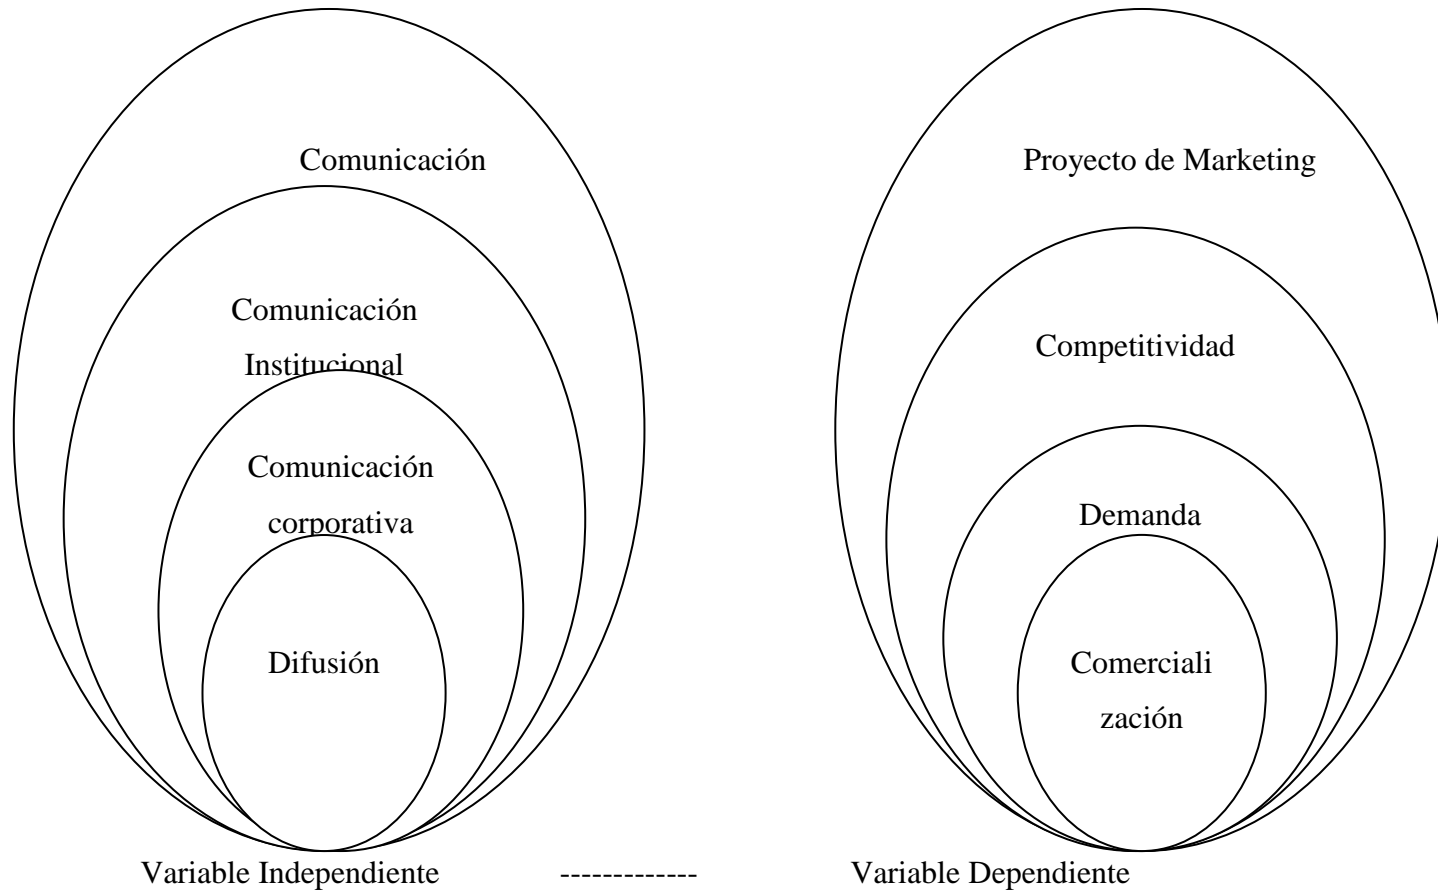 Comunicación
Comunicación
Institucional
Comunicación
corporativa
Difusión
Proyecto de Marketing
Competitividad
Demanda
Comerciali
zación
Variable Independiente ------------- Variable Dependiente